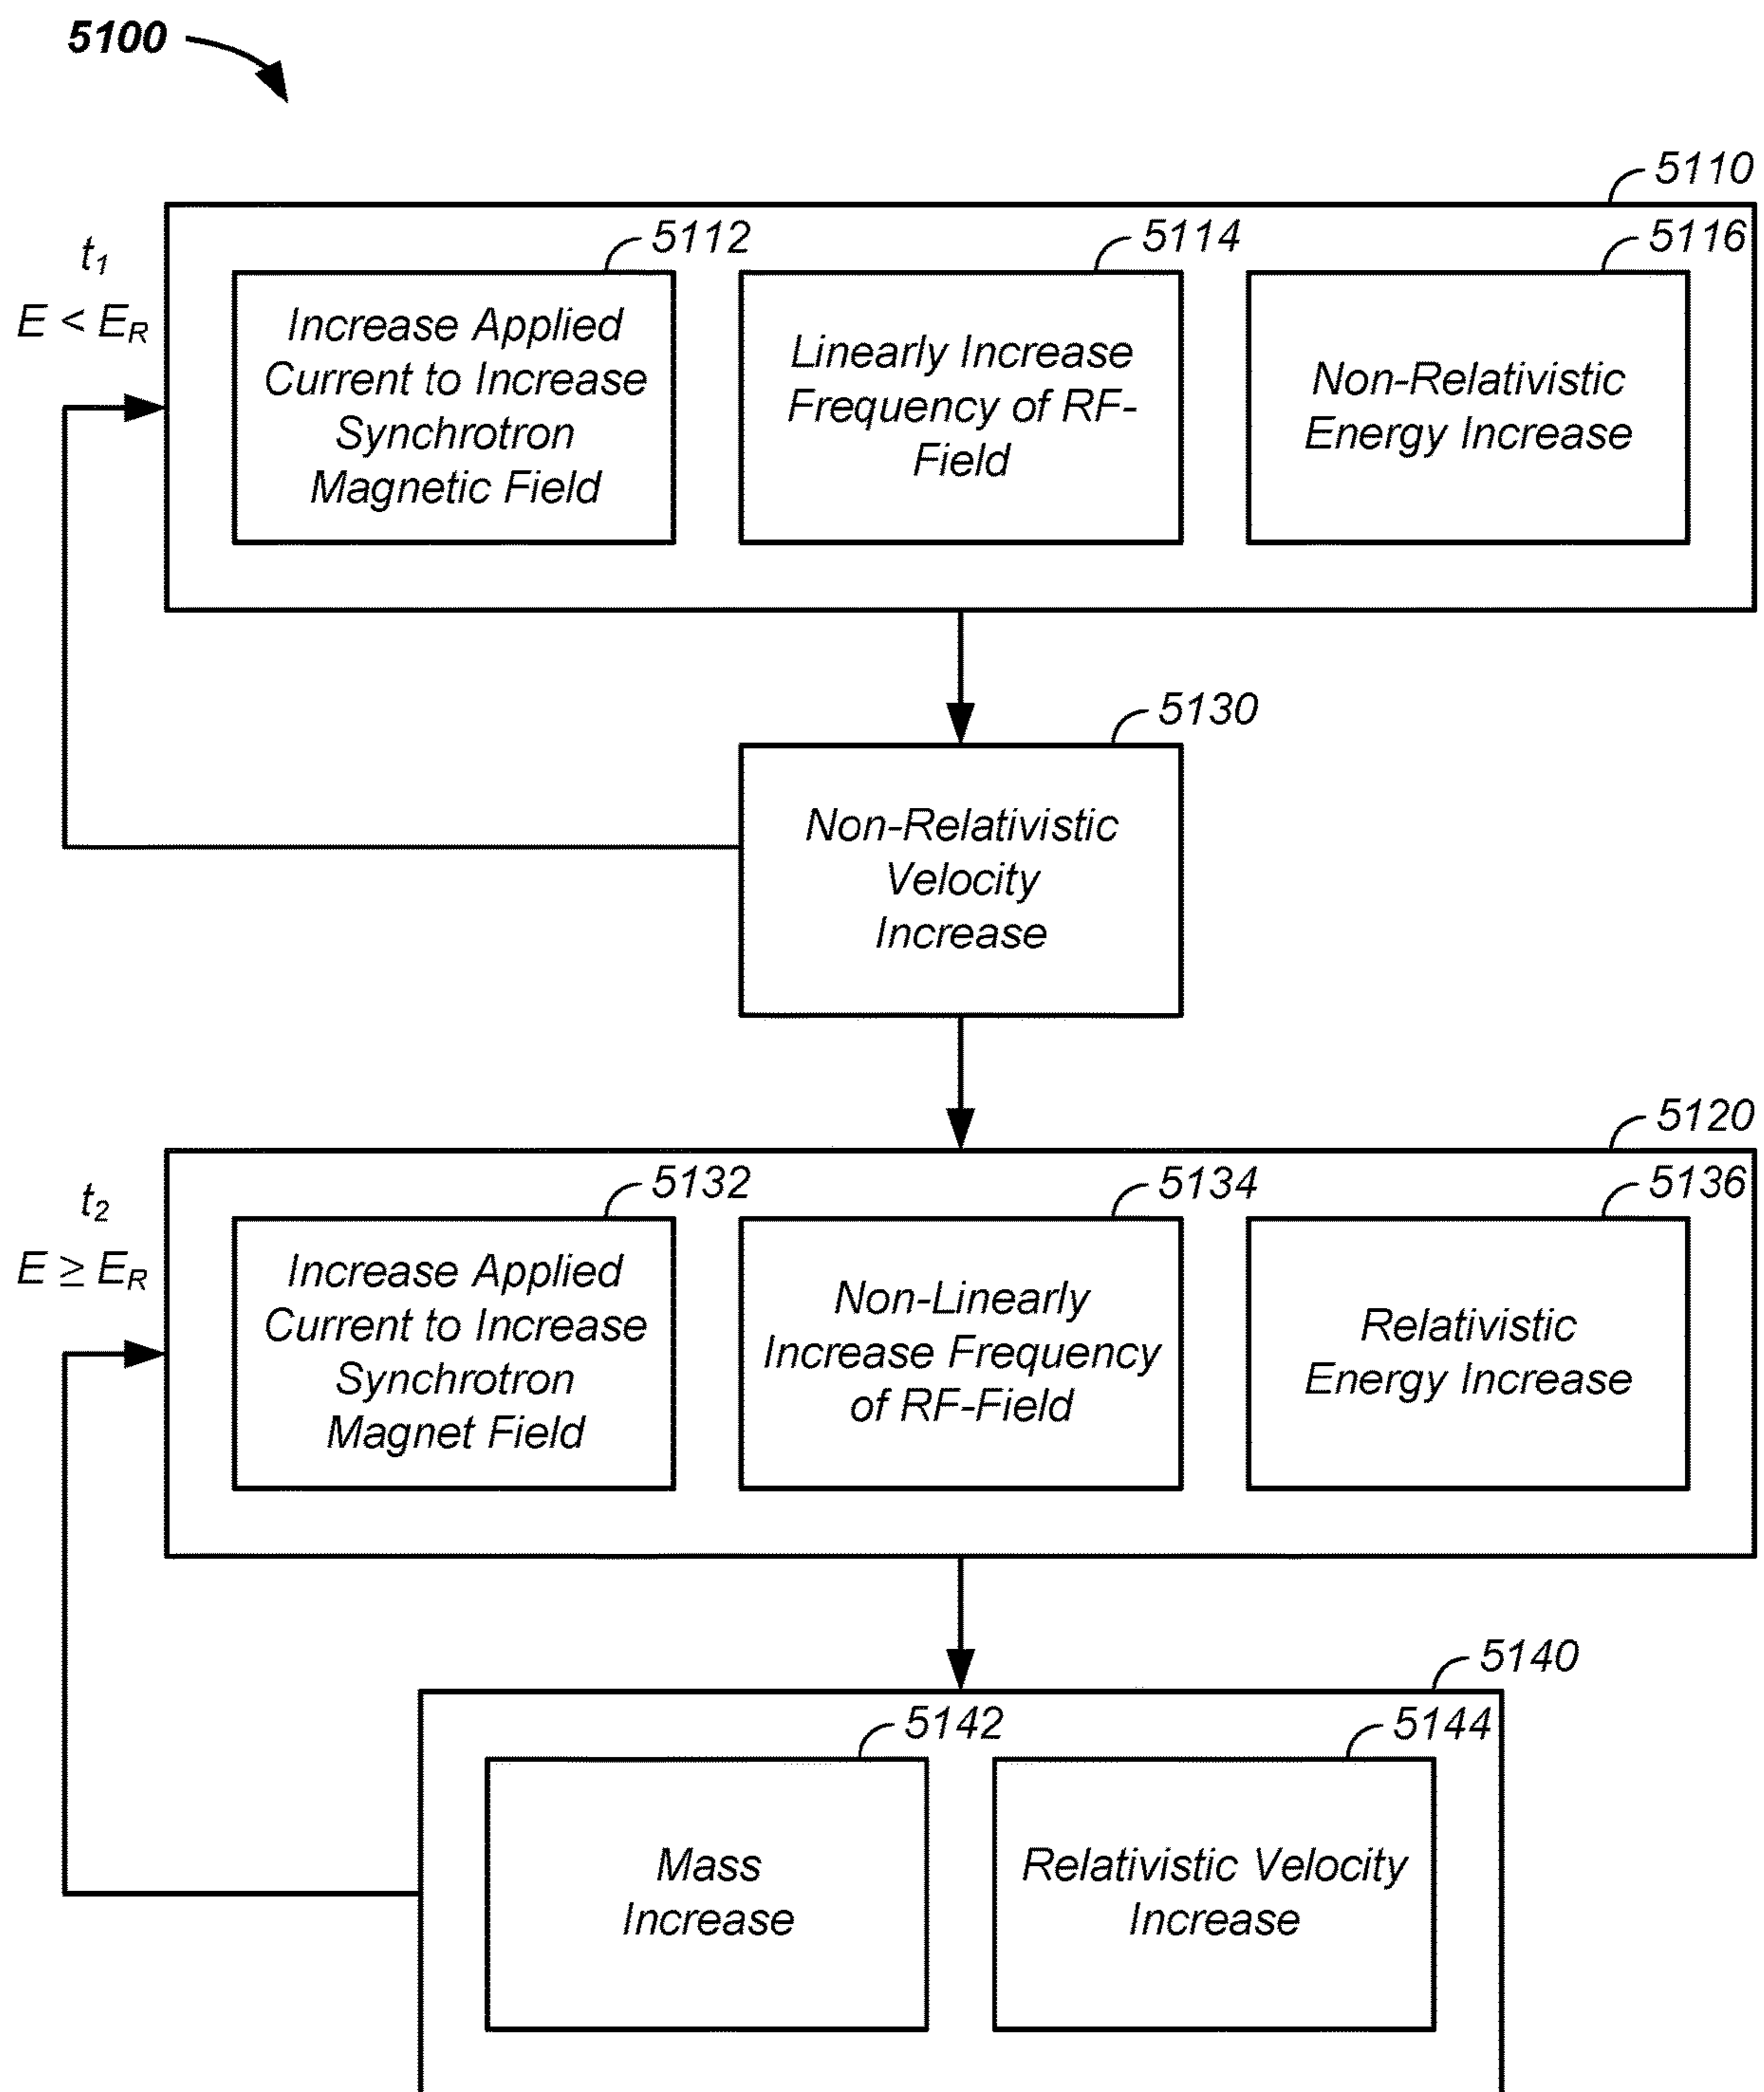 5100
5110
t1
E < ER
5112
5114
5116
Increase Applied
Current to Increase
Synchrotron
Magnetic Field
Linearly Increase
Frequency of RF-
Field
Non-Relativistic
Energy Increase
5130
Non-Relativistic
Velocity
Increase
5120
t2
E ≥ ER
5132
5134
5136
Increase Applied
Current to Increase
Synchrotron
Magnet Field
Non-Linearly
Increase Frequency
of RF-Field
Relativistic
Energy Increase
5140
5142
5144
Mass
Increase
Relativistic Velocity
Increase